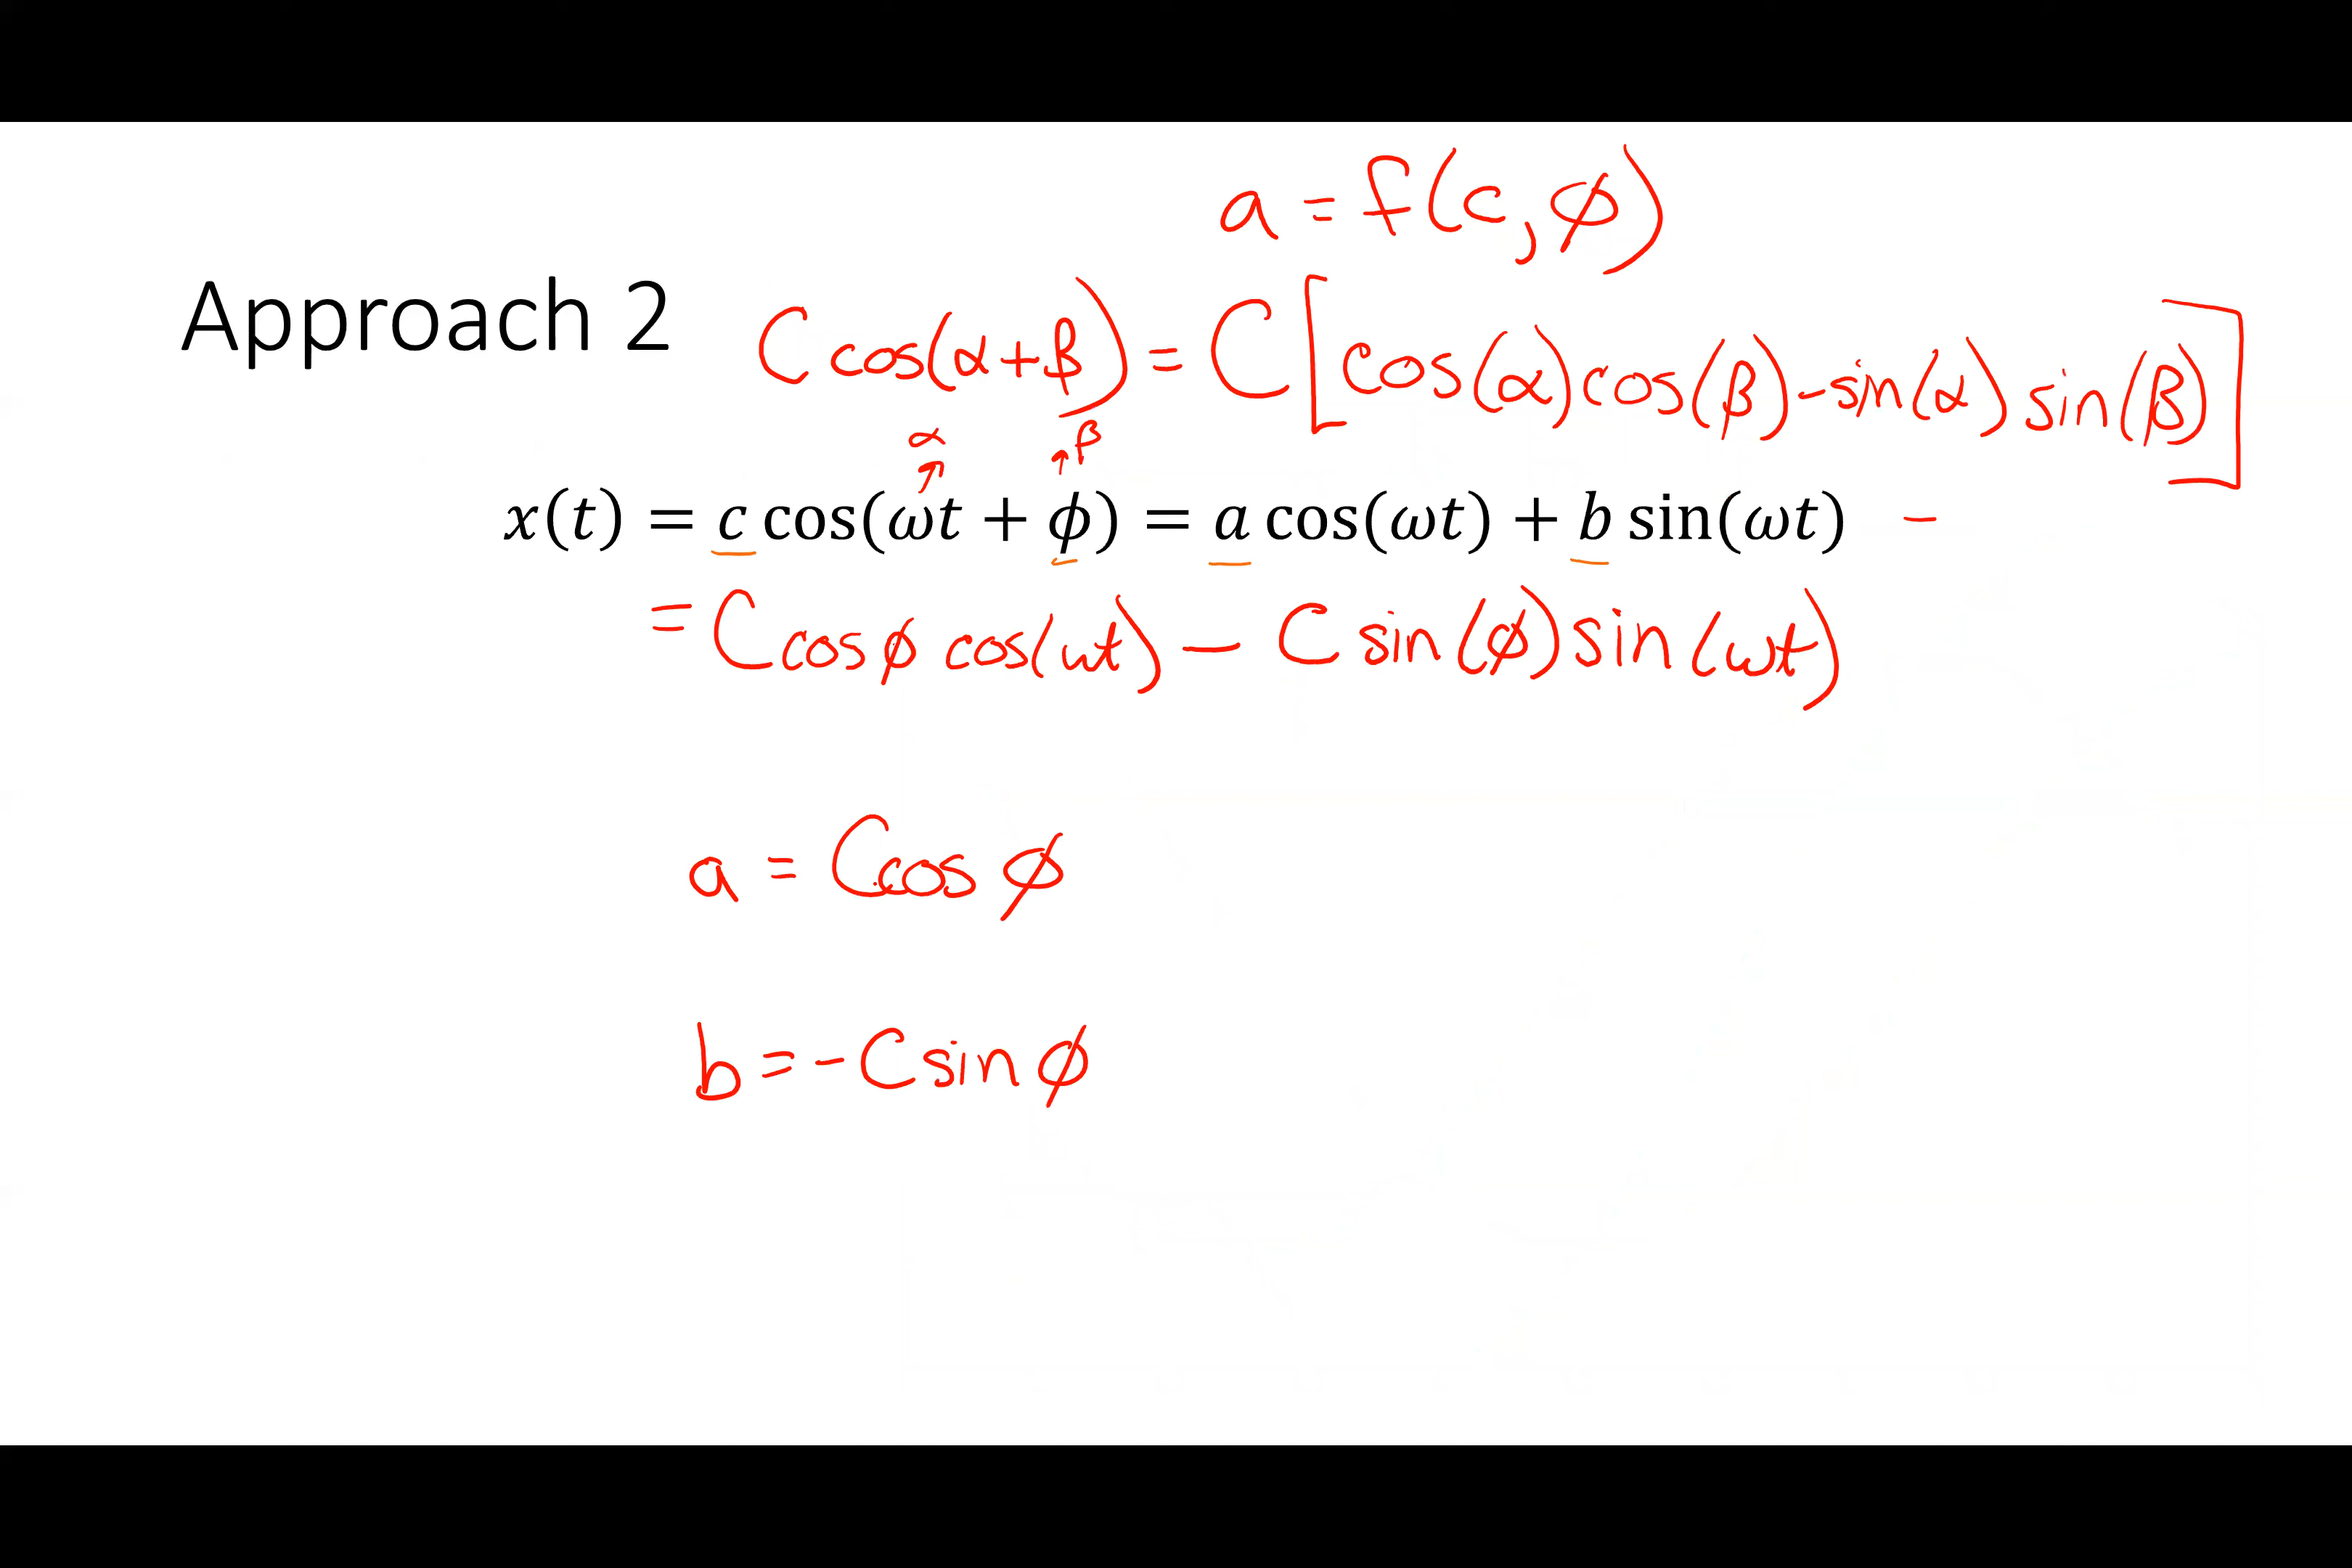 a = f(c, φ)
Approach 2
C cos(α+β) = C[cos(α)cos(β)-sin(α) sin(β)]
α β
x(t) = c cos(ωt + ϕ) = a cos(ωt) + b sin(ωt) -
= C cosφ cos(ωt) - C sin(φ) sin(ωt)
a = C cos φ
b = -C sin φ